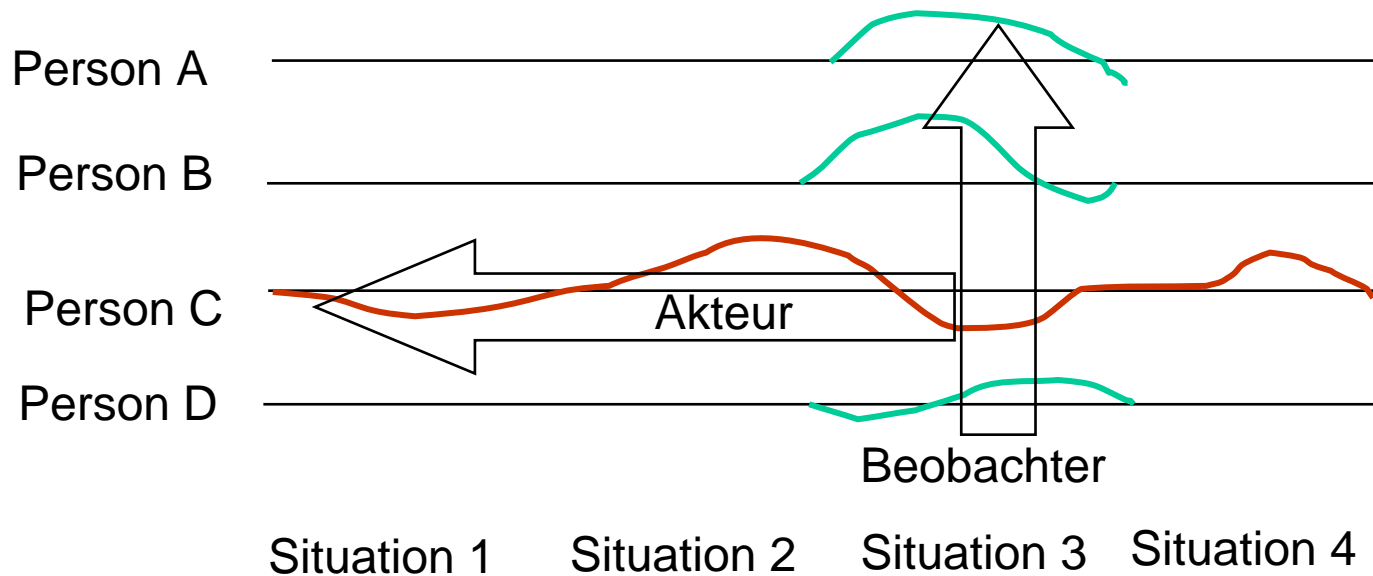 Person A
Person B
Person C
Akteur
Person D
Beobachter
Situation 1 Situation 2 Situation 3 Situation 4